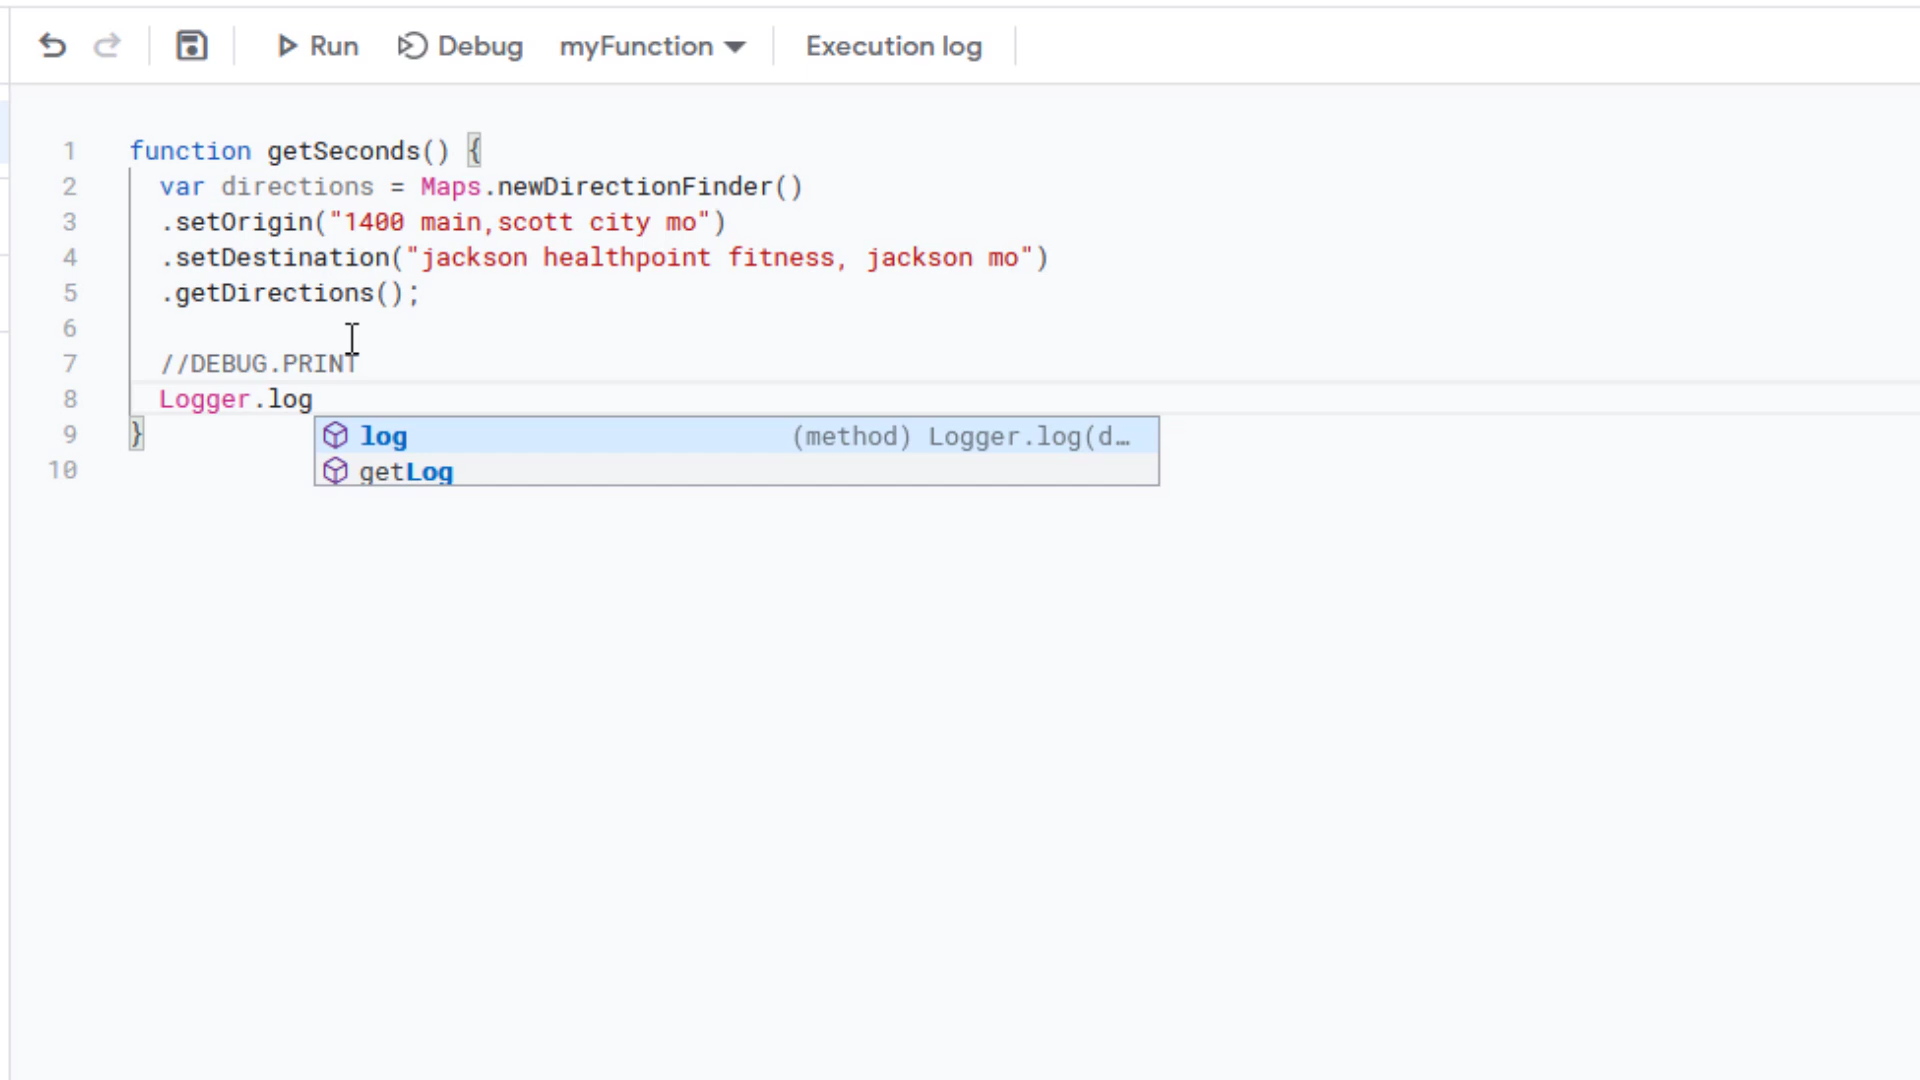 Run Debug myFunction Execution log
1 function getSeconds() {
2 var directions = Maps.newDirectionFinder()
3 .setOrigin("1400 main,scott city mo")
4 .setDestination("jackson healthpoint fitness, jackson mo")
5 .getDirections();
6
7 //DEBUG.PRINT
8 Logger.log
9 }
log (method) Logger.log(d…
10
getLog